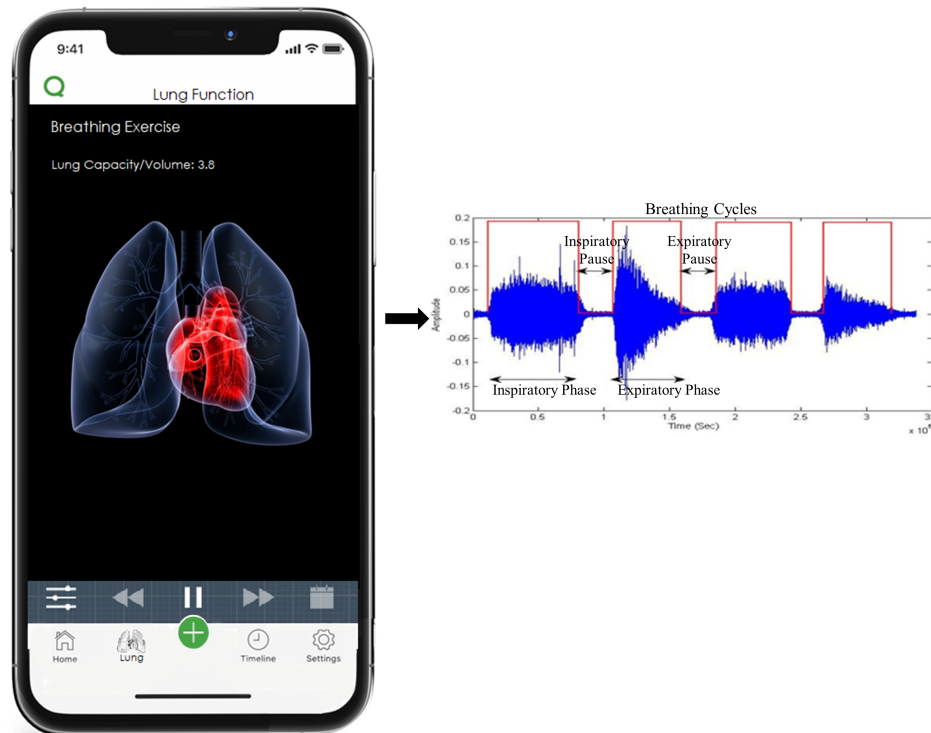 9:41
Lung Function
Breathing Exercise
Lung Capacity/Volume: 3.8
Home
Lung
Timeline
Settings
Breathing Cycles
Inspiratory
Pause
Expiratory
Pause
Inspiratory Phase
Expiratory Phase
Amplitude
0.2
0.15
0.1
0.05
0
-0.05
-0.1
-0.15
-0.2
0 0.5 1 1.5 2 2.5 3 3
Time (Sec)